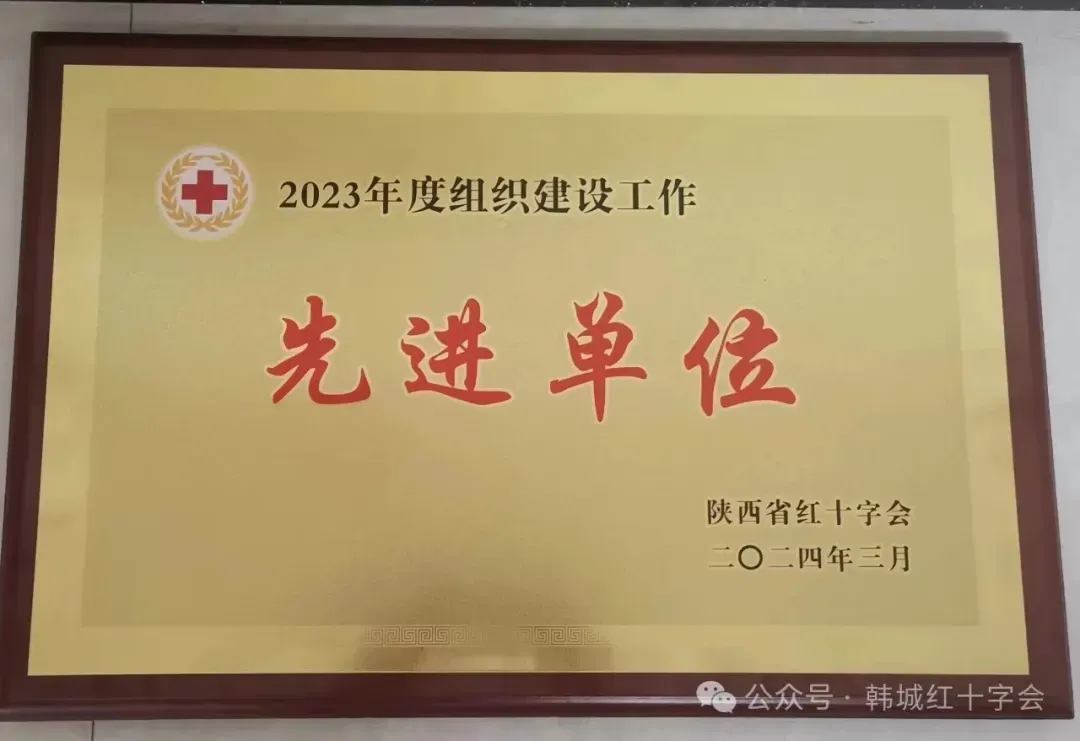 2023年度组织建设工作
先进单位
陕西省红十字会
二〇二四年三月
公众号·韩城红十字会